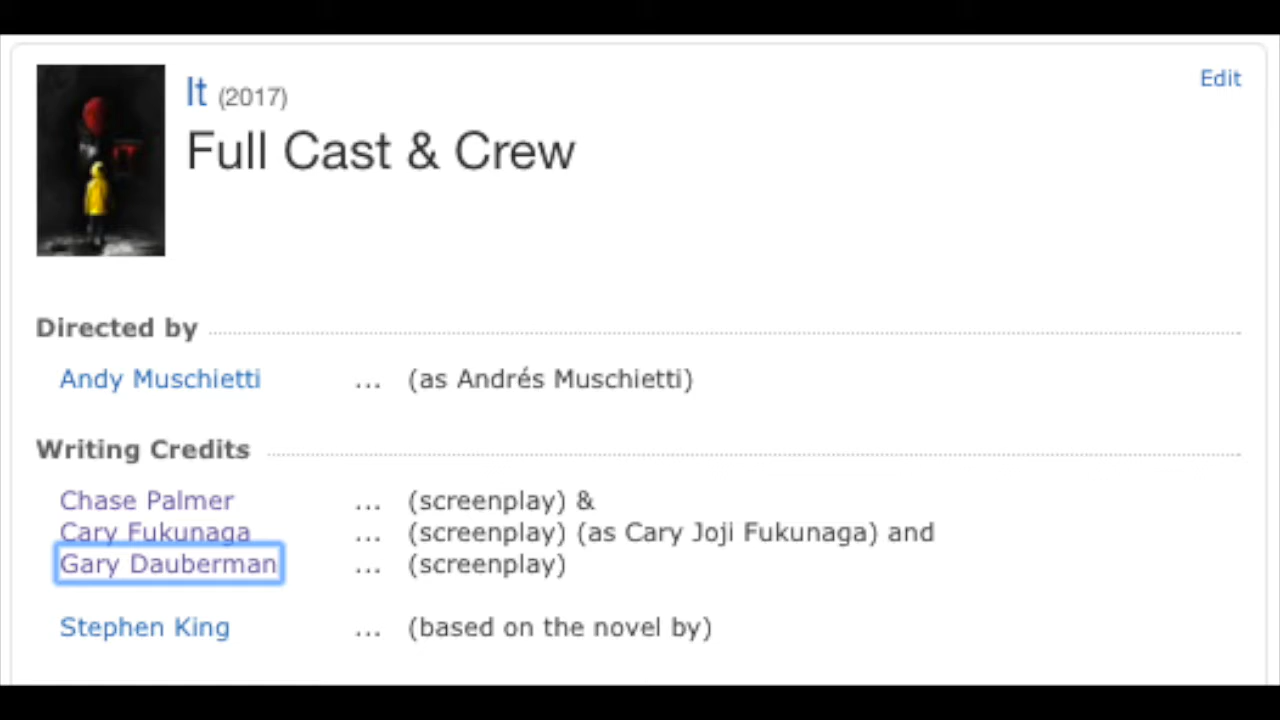 It (2017)
Edit
Full Cast & Crew
Directed by
Andy Muschietti ... (as Andrés Muschietti)
Writing Credits
Chase Palmer ... (screenplay) &
Cary Fukunaga ... (screenplay) (as Cary Joji Fukunaga) and
Gary Dauberman ... (screenplay)
Stephen King ... (based on the novel by)